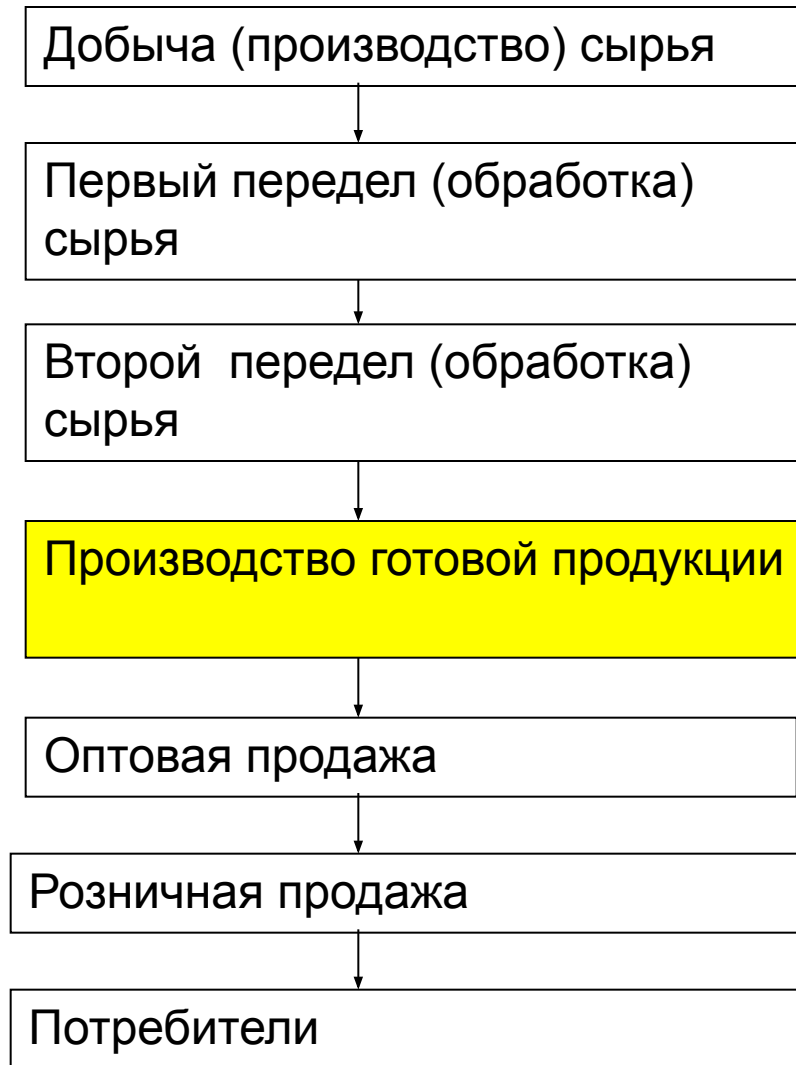 Добыча (производство) сырья
Первый передел (обработка)
сырья
Второй  передел (обработка)
сырья
Производство готовой продукции
Оптовая продажа
Розничная продажа
Потребители